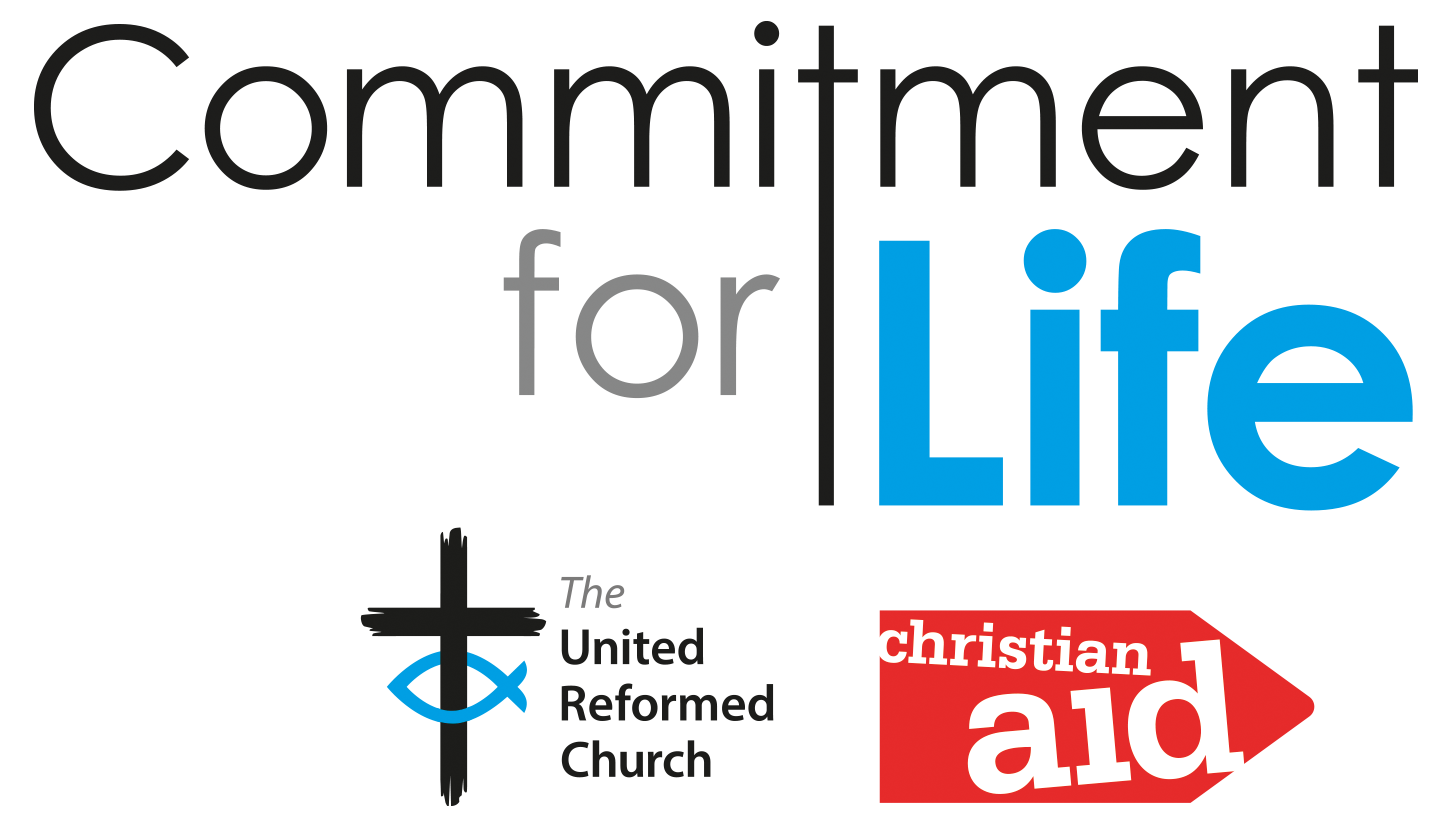 Commitment
for Life
The
United
Reformed
Church
christian
aid